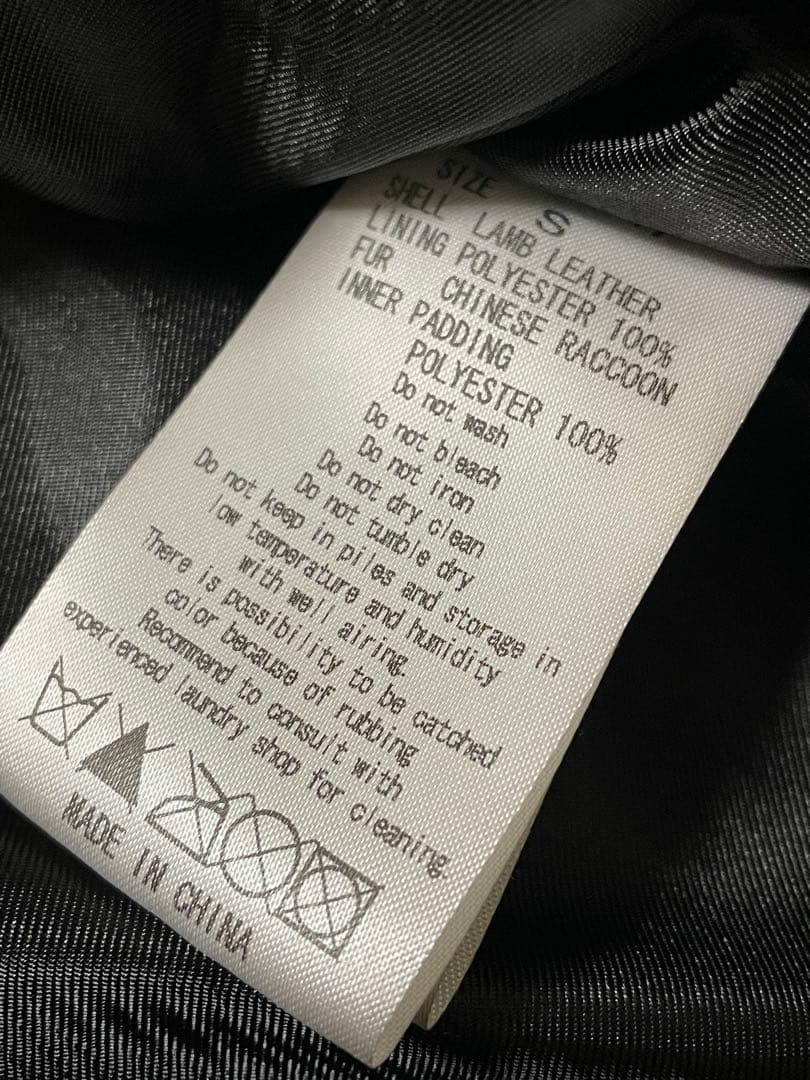 SIZE S
SHELL LAMB LEATHER
LINING POLYESTER 100%
FUR CHINESE RACCOON
INNER PADDING
POLYESTER 100%
Do not wash
Do not bleach
Do not iron
Do not dry clean
Do not tumble dry
Do not keep in piles and storage in
low temperature and humidity
with well airing.
There is possibility to be catched
color because of rubbing
Recommend to consult with
experienced laundry shop for cleaning.
MADE IN CHINA